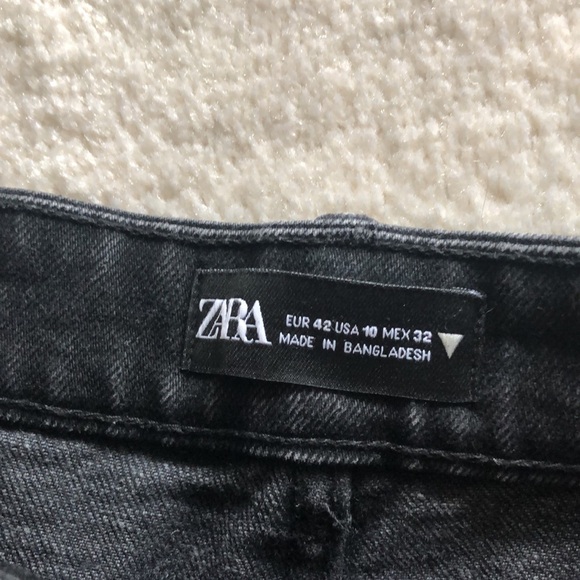 ZARA
EUR 42 USA 10 MEX 32
MADE IN BANGLADESH